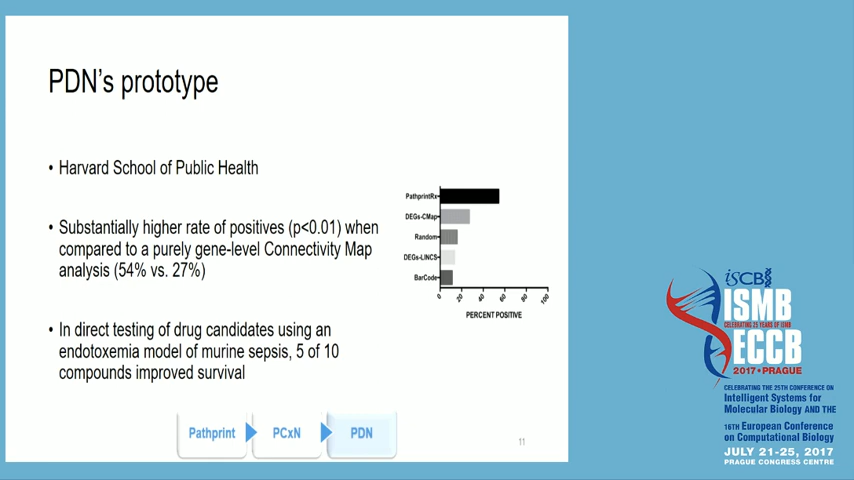 PDN's prototype
• Harvard School of Public Health
• Substantially higher rate of positives (p<0.01) when
compared to a purely gene-level Connectivity Map
analysis (54% vs. 27%)
• In direct testing of drug candidates using an
endotoxemia model of murine sepsis, 5 of 10
compounds improved survival
PathprintRx
DEGs-CMap
Random
DEGs-LINCS
BarCode
0 20 40 60 80 100
PERCENT POSITIVE
Pathprint PCxN PDN
11
iSCB
ISMB
CELEBRATING 25 YEARS OF ISMB
ECCB
2017 • PRAGUE
CELEBRATING THE 25TH CONFERENCE ON
Intelligent Systems for
Molecular Biology AND THE
16TH European Conference
on Computational Biology
JULY 21-25, 2017
PRAGUE CONGRESS CENTRE